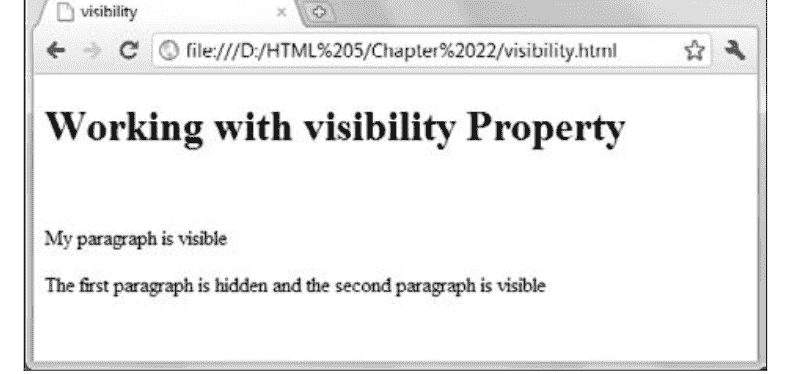 visibility
file:///D:/HTML%205/Chapter%2022/visibility.html
Working with visibility Property
My paragraph is visible
The first paragraph is hidden and the second paragraph is visible